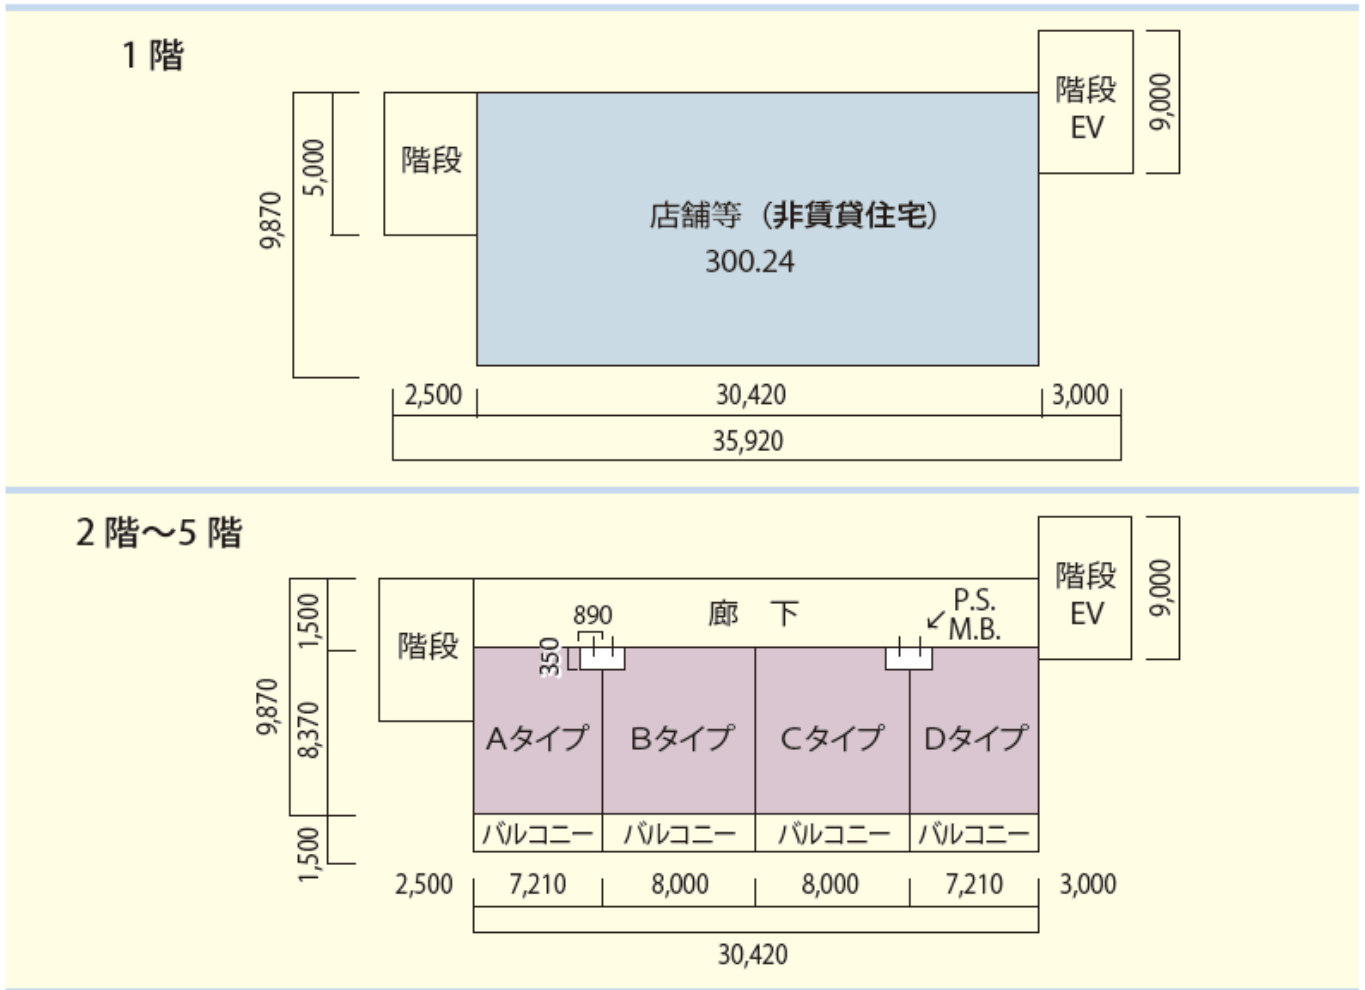 1 階
階段
EV
9,000
階段
5,000
9,870
店舗等（非賃貸住宅）
300.24
2,500
30,420
3,000
35,920
2 階～5 階
階段
EV
9,000
1,500
階段
890
廊　下
P.S.
M.B.
350
9,870
8,370
Aタイプ
Bタイプ
Cタイプ
Dタイプ
1,500
バルコニー
バルコニー
バルコニー
バルコニー
2,500
7,210
8,000
8,000
7,210
3,000
30,420